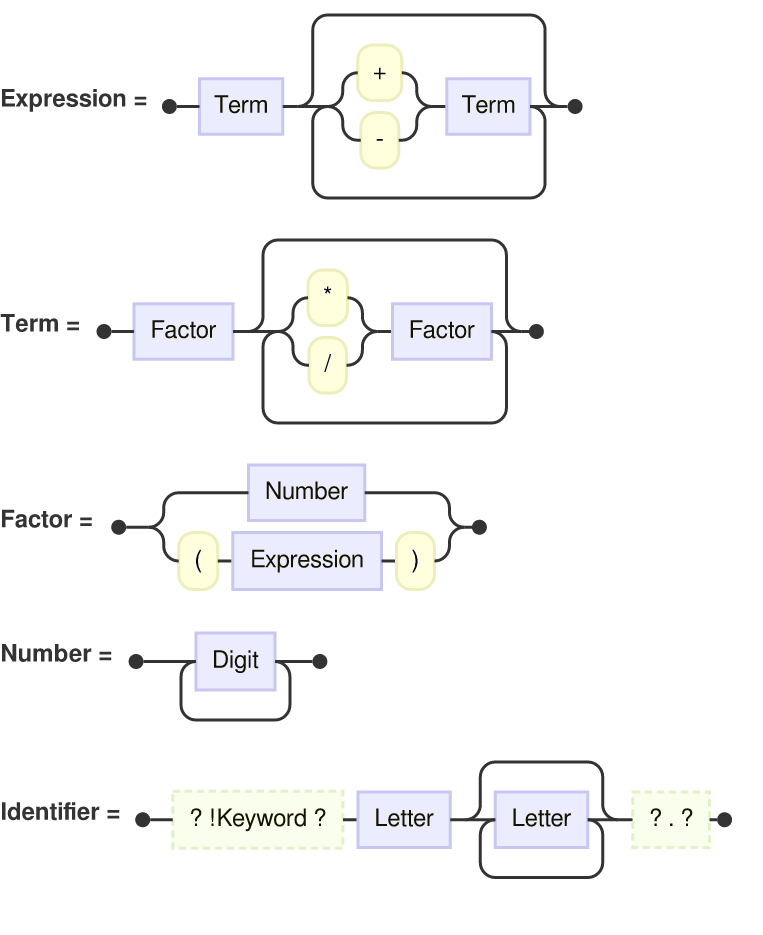 Expression =
Term
+
-
Term
Term =
Factor
*
/
Factor
Factor =
Number
(
Expression
)
Number =
Digit
Identifier =
? !Keyword ?
Letter
Letter
? . ?